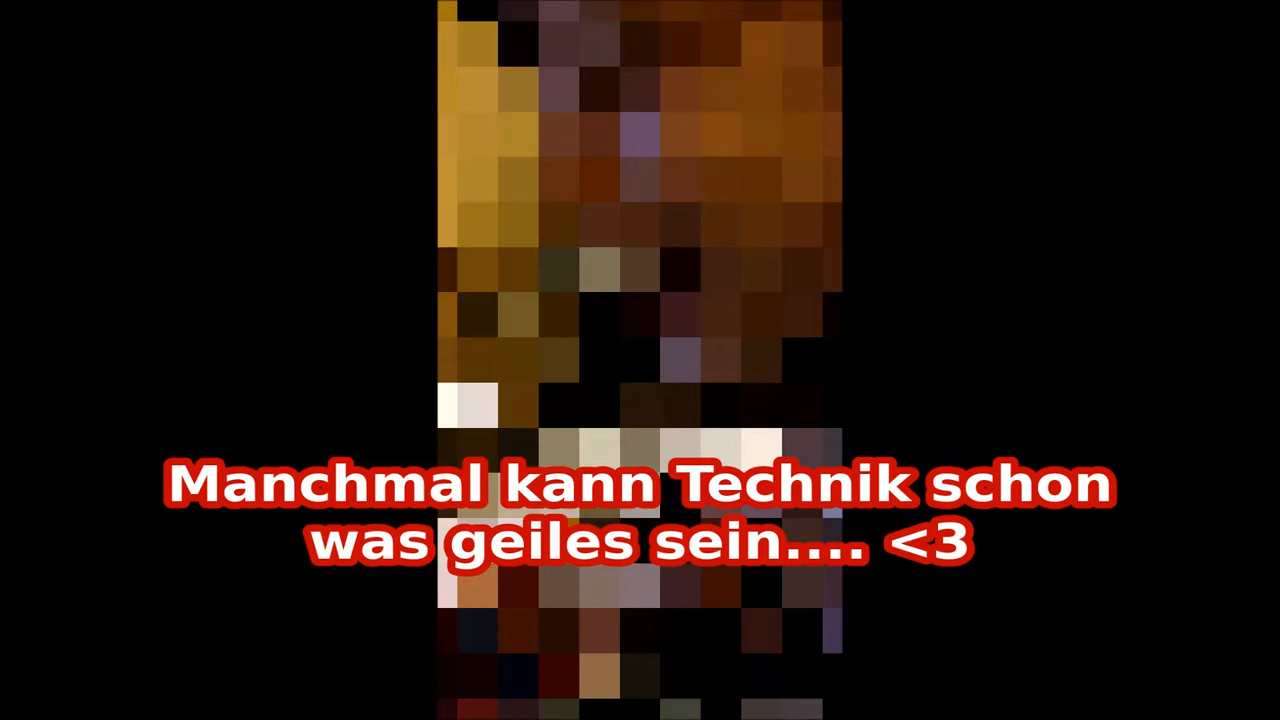 Manchmal kann Technik schon
was geiles sein.... <3